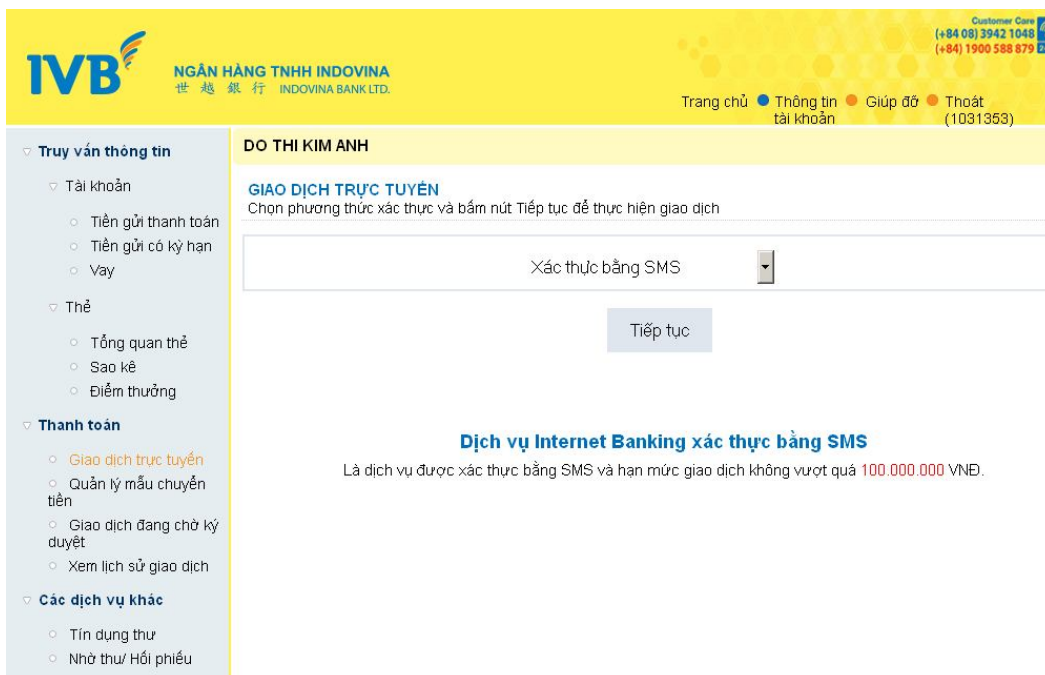 Customer Care
(+84 08) 3942 1048
(+84) 1900 588 879
IVB
NGÂN HÀNG TNHH INDOVINA
世 越 銀 行 INDOVINA BANK LTD.
Trang chủ Thông tin tài khoản Giúp đỡ Thoát (1031353)
Truy vấn thông tin
Tài khoản
Tiền gửi thanh toán
Tiền gửi có kỳ hạn
Vay
Thẻ
Tổng quan thẻ
Sao kê
Điểm thưởng
Thanh toán
Giao dịch trực tuyến
Quản lý mẫu chuyển
tiền
Giao dịch đang chờ ký
duyệt
Xem lịch sử giao dịch
Các dịch vụ khác
Tín dụng thư
Nhờ thu/ Hối phiếu
DO THI KIM ANH
GIAO DỊCH TRỰC TUYẾN
Chọn phương thức xác thực và bấm nút Tiếp tục để thực hiện giao dịch
Xác thực bằng SMS
Tiếp tục
Dịch vụ Internet Banking xác thực bằng SMS
Là dịch vụ được xác thực bằng SMS và hạn mức giao dịch không vượt quá 100.000.000 VNĐ.